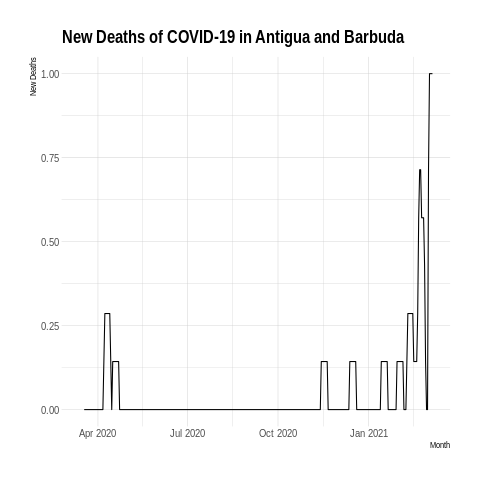 New Deaths of COVID-19 in Antigua and Barbuda
New Deaths
1.00
0.75
0.50
0.25
0.00
Apr 2020 Jul 2020 Oct 2020 Jan 2021
Month